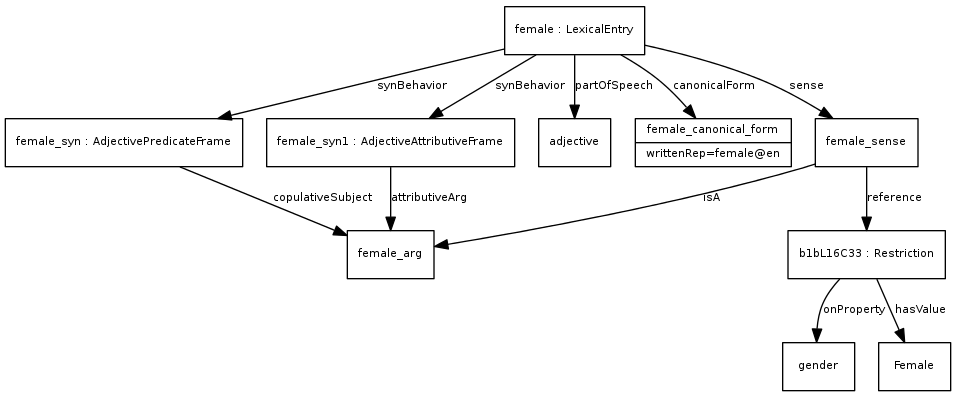 female : LexicalEntry
synBehavior
synBehavior
partOfSpeech
canonicalForm
sense
female_syn : AdjectivePredicateFrame
female_syn1 : AdjectiveAttributiveFrame
adjective
female_canonical_form
writtenRep=female@en
female_sense
copulativeSubject
attributiveArg
isA
reference
female_arg
b1bL16C33 : Restriction
onProperty
hasValue
gender
Female